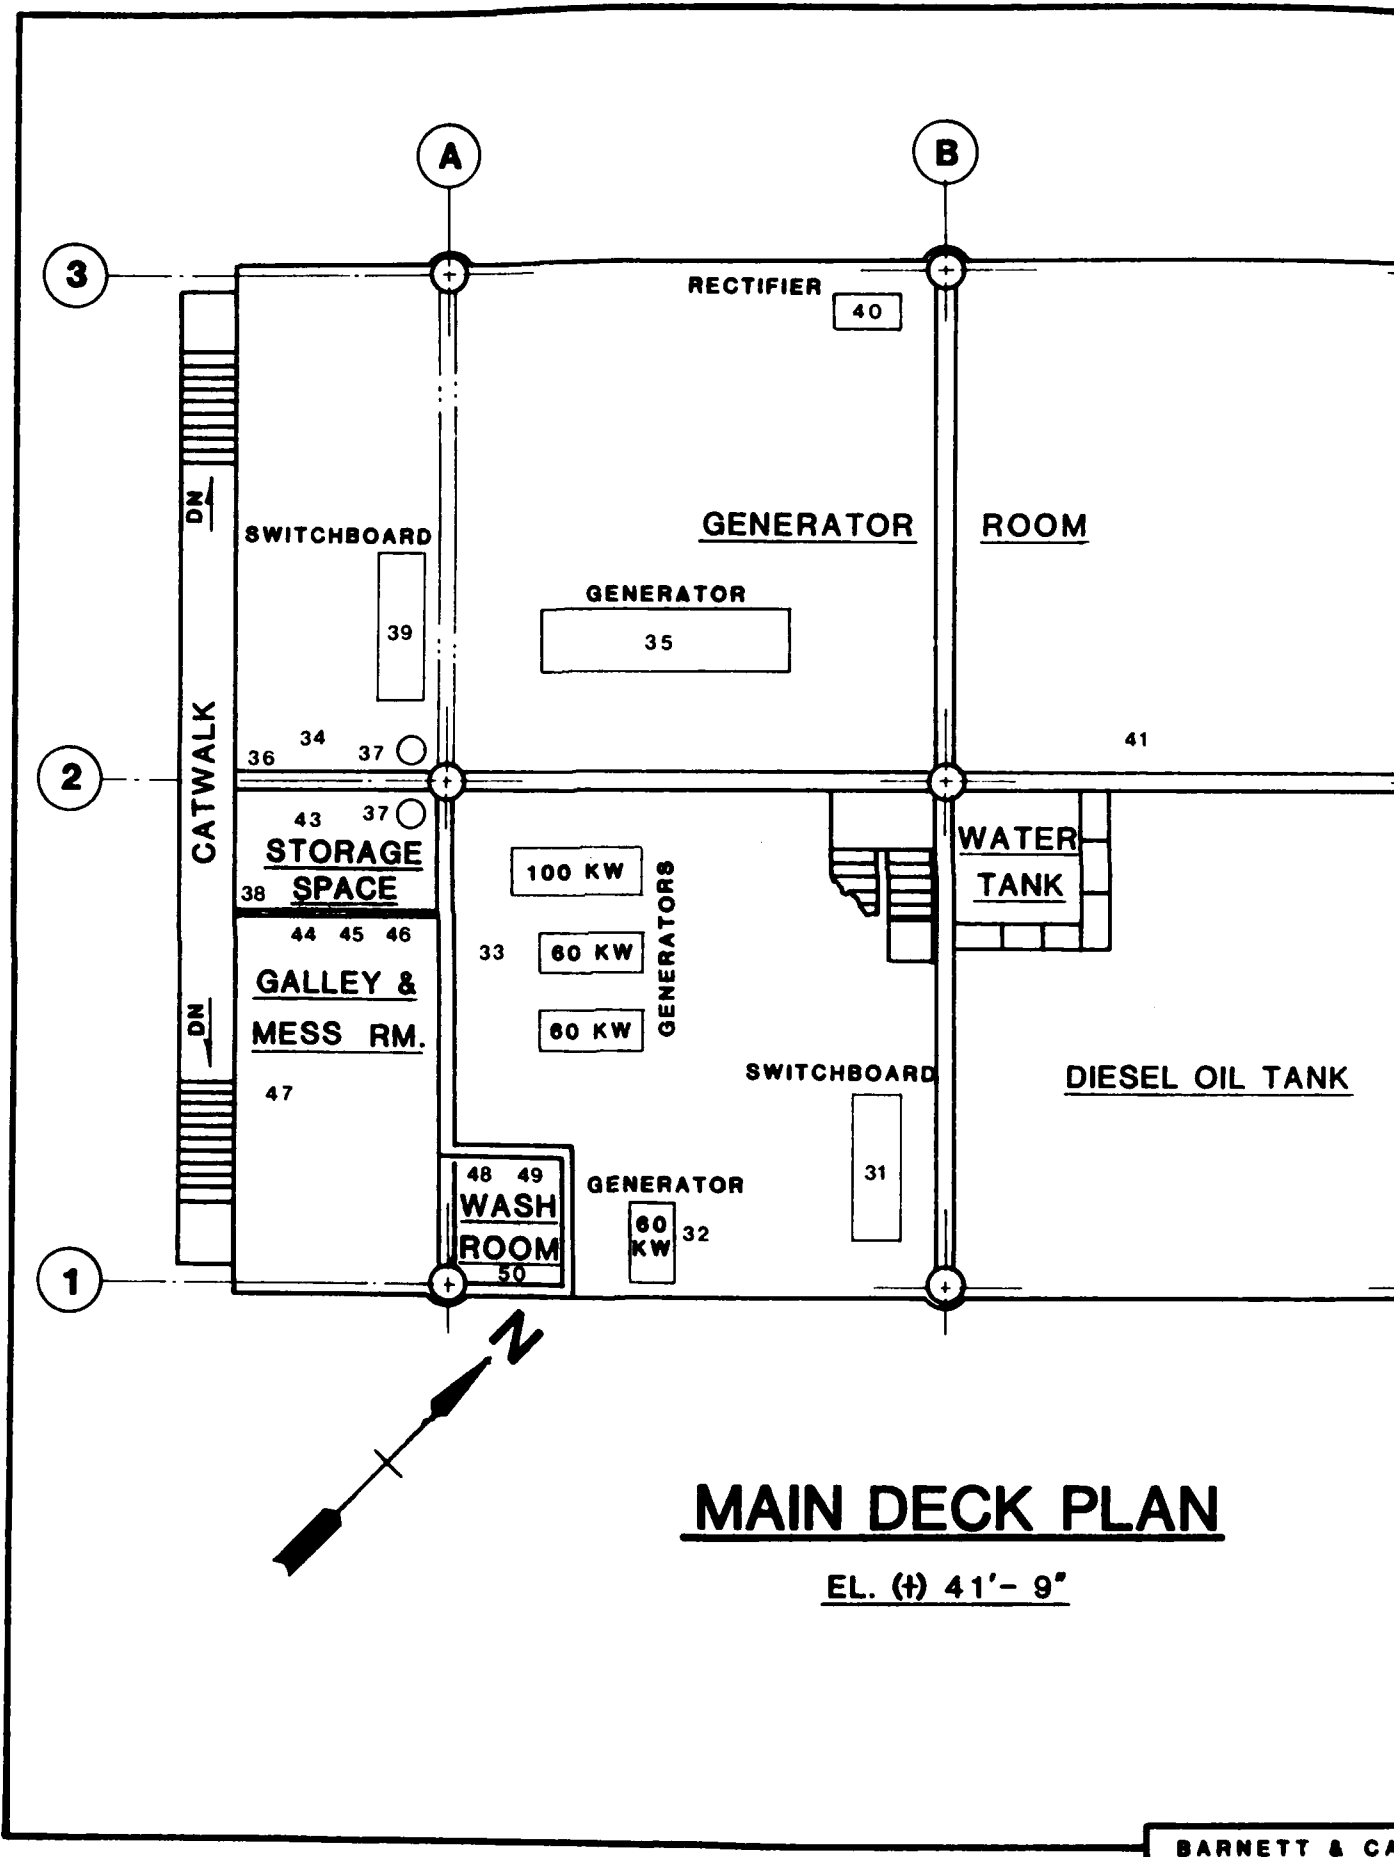 A
B
3
RECTIFIER
40
DN
SWITCHBOARD
GENERATOR ROOM
GENERATOR
39
35
CATWALK
34
36
37
41
2
43
37
STORAGE
SPACE
38
100 KW
60 KW
60 KW
GENERATORS
WATER
TANK
44 45 46
33
GALLEY &
MESS RM.
DN
47
SWITCHBOARD
DIESEL OIL TANK
31
48 49
WASH
ROOM
50
GENERATOR
60
KW
32
1
N
MAIN DECK PLAN
EL. (+) 41'- 9"
BARNETT & CA